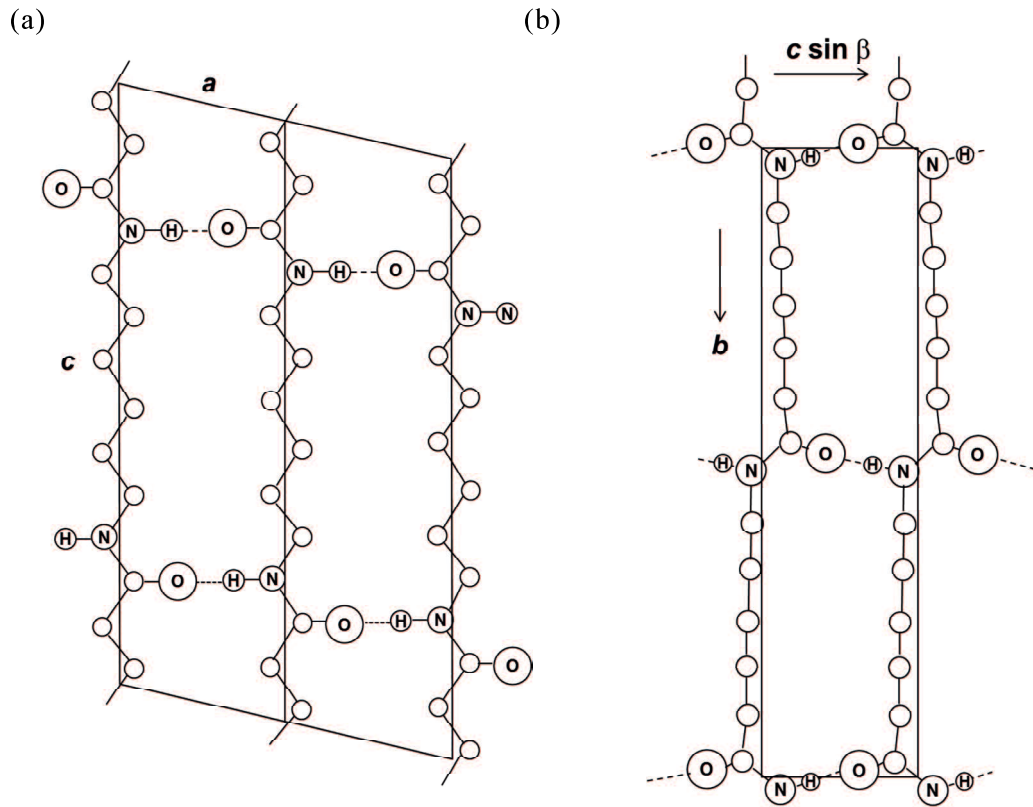 (a)
a
O
N H O
N H O
N N
c
H N
O H N
O H N
O
(b)
c sin β
O N H O N H
b
H N O H N O
O N H O N H